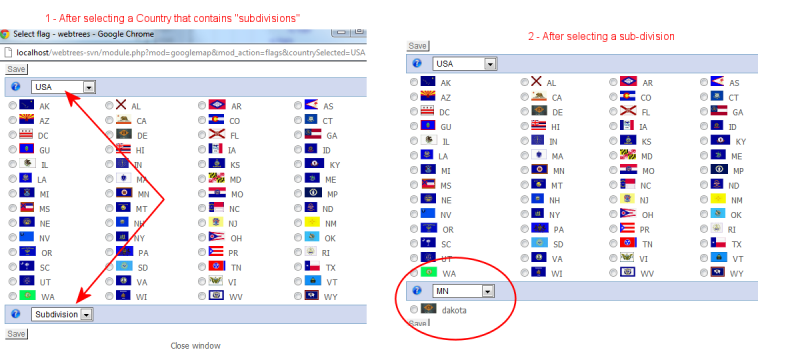 1 - After selecting a Country that contains "subdivisions"
Select flag - webtrees - Google Chrome
localhost/webtrees-svn/module.php?mod=googlemap&mod_action=flags&countrySelected=USA
Save
USA
AK AL AR AS
AZ CA CO CT
DC DE FL GA
GU HI IA ID
IL IN KS KY
LA MA MD ME
MI MN MO MP
MS MT NC ND
NE NH NJ NM
NV NY OH OK
OR PA PR RI
SC SD TN TX
UT VA VI VT
WA WI WV WY
Subdivision
Save
Close window
2 - After selecting a sub-division
Save
USA
AK AL AR AS
AZ CA CO CT
DC DE FL GA
GU HI IA ID
IL IN KS KY
LA MA MD ME
MI MN MO MP
MS MT NC ND
NE NH NJ NM
NV NY OH OK
OR PA PR RI
SC SD TN TX
UT VA VI VT
WA WI WV WY
MN
dakota
Save